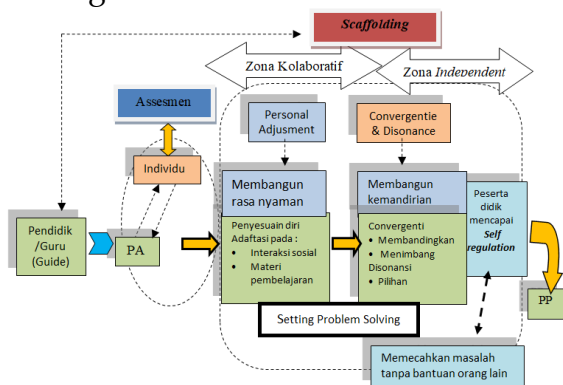 Scaffolding
Zona Kolaboratif
Zona Independent
Assesmen
Personal
Adjusment
Convergentie
& Disonance
Individu
Membangun
rasa nyaman
Membangun
kemandirian
Peserta
didik
mencapai
Self
regulation
Pendidik
/Guru
(Guide)
PA
Penyesuain diri
Adaftasi pada :
• Interaksi sosial
• Materi
pembelajaran
Convergenti
• Membandingkan
• Menimbang
Disonansi
• Pilihan
PP
Setting Problem Solving
Memecahkan masalah
tanpa bantuan orang lain